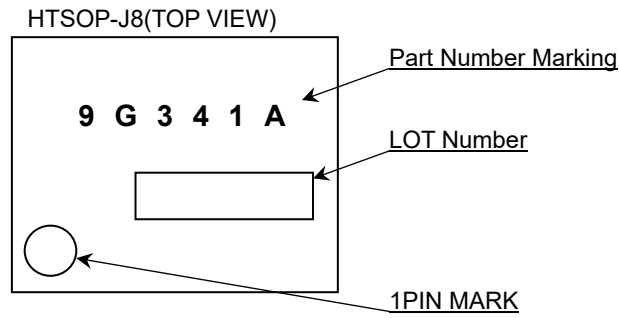 HTSOP-J8(TOP VIEW)
Part Number Marking
9 G 3 4 1 A
LOT Number
1PIN MARK